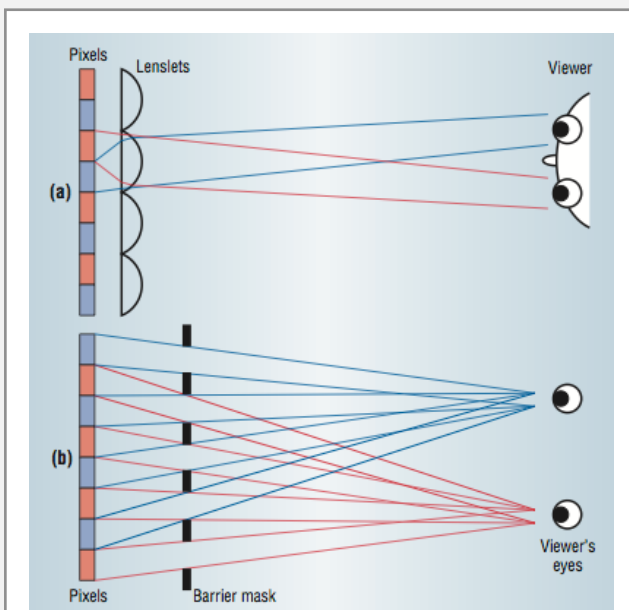 Pixels
Lenslets
Viewer
(a)
(b)
Pixels
Barrier mask
Viewer's
eyes